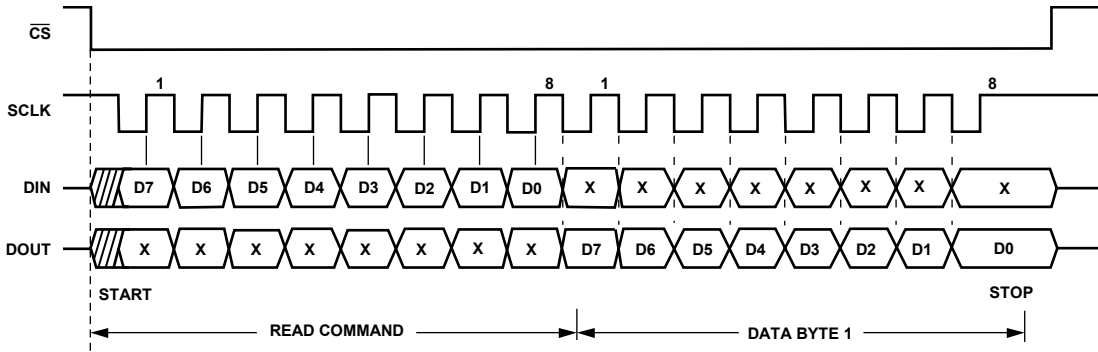 CS
1 8 1 8
SCLK
DIN D7 D6 D5 D4 D3 D2 D1 D0 X X X X X X X X
DOUT X X X X X X X X D7 D6 D5 D4 D3 D2 D1 D0
START STOP
READ COMMAND DATA BYTE 1